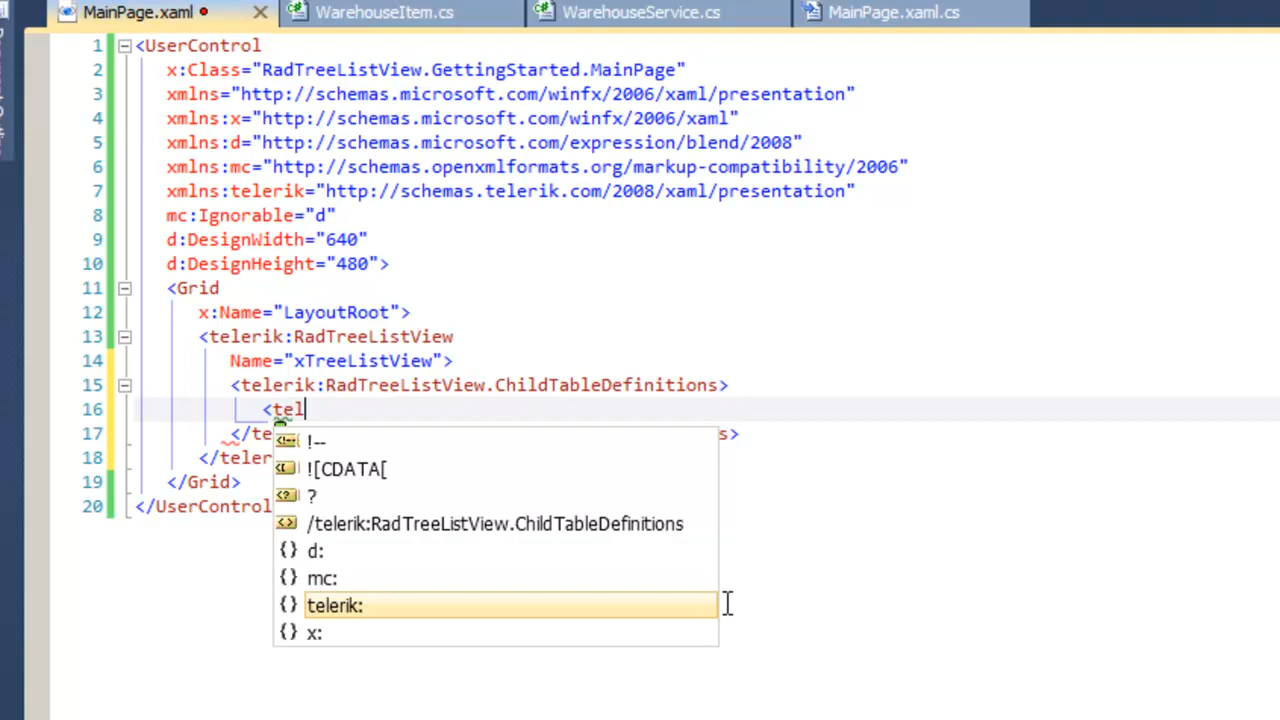 MainPage.xaml WarehouseItem.cs WarehouseService.cs MainPage.xaml.cs
1 <UserControl
2 x:Class="RadTreeListView.GettingStarted.MainPage"
3 xmlns="http://schemas.microsoft.com/winfx/2006/xaml/presentation"
4 xmlns:x="http://schemas.microsoft.com/winfx/2006/xaml"
5 xmlns:d="http://schemas.microsoft.com/expression/blend/2008"
6 xmlns:mc="http://schemas.openxmlformats.org/markup-compatibility/2006"
7 xmlns:telerik="http://schemas.telerik.com/2008/xaml/presentation"
8 mc:Ignorable="d"
9 d:DesignWidth="640"
10 d:DesignHeight="480">
11 <Grid
12 x:Name="LayoutRoot">
13 <telerik:RadTreeListView
14 Name="xTreeListView">
15 <telerik:RadTreeListView.ChildTableDefinitions>
16 <tel
17 </te s>
18 </teler
19 </Grid>
20 </UserControl
!--
![CDATA[
?
/telerik:RadTreeListView.ChildTableDefinitions
{} d:
{} mc:
{} telerik:
{} x: